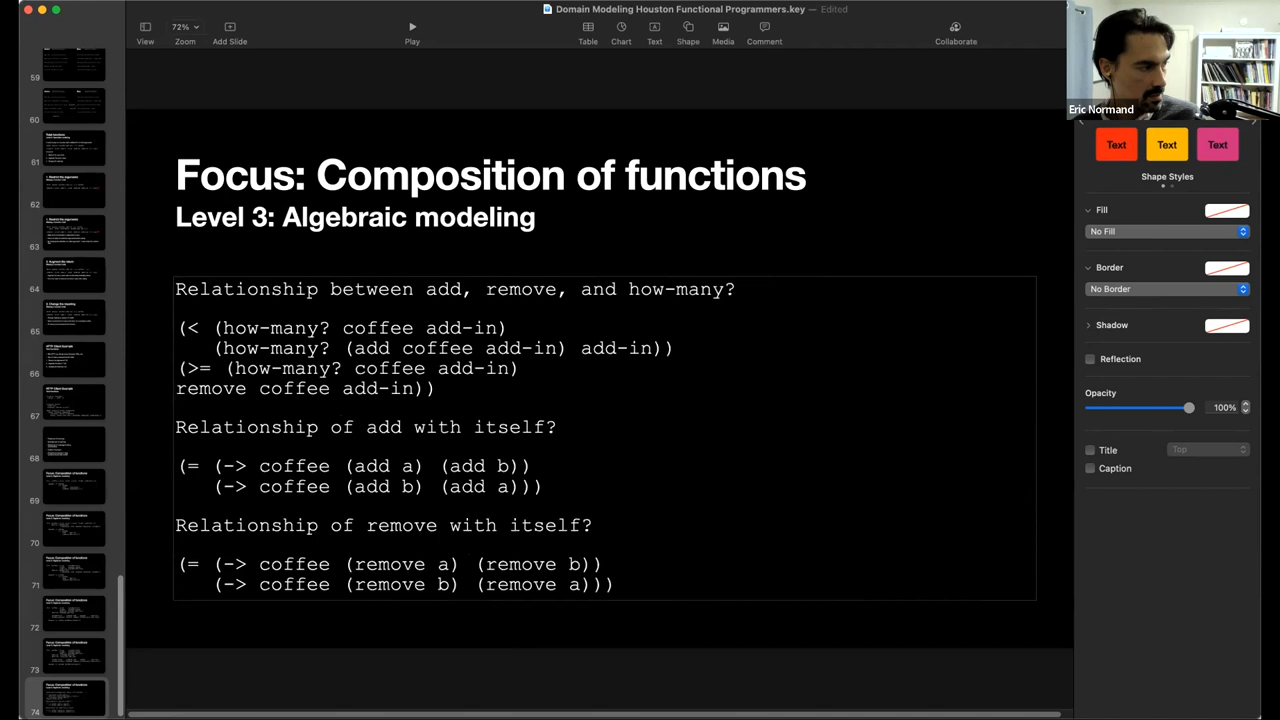 Domain Modeling Houston Functional Programmers.key — Edited
72%
View
Zoom
Add Slide
Play
Table
Chart
Text
Shape
Media
Comment
Collaborate
Eric Normand
Text
Text
Text
Shape Styles
Fill
No Fill
Border
No Border
Shadow
Reflection
Opacity
100%
Title
Top
Caption
59
60
61
62
63
64
65
66
67
68
69
70
71
72
73
74
Focus: Composition of functions
Level 3: Algebraic modeling
Relationship between add, remove, and how-many?
(< (how-many? coffee add-in)
(how-many? (add coffee add-in) add-in))
(>= (how-many? coffee add-in)
remove coffee add-in))
Relationship of add with itself?
(= (-> coffee (add a) (add
(-> coffee (add b) (add
Relationship remove with itself?
(= (-> coffee (remove a) (remove b))
(-> coffee (remove b) (remove a)))